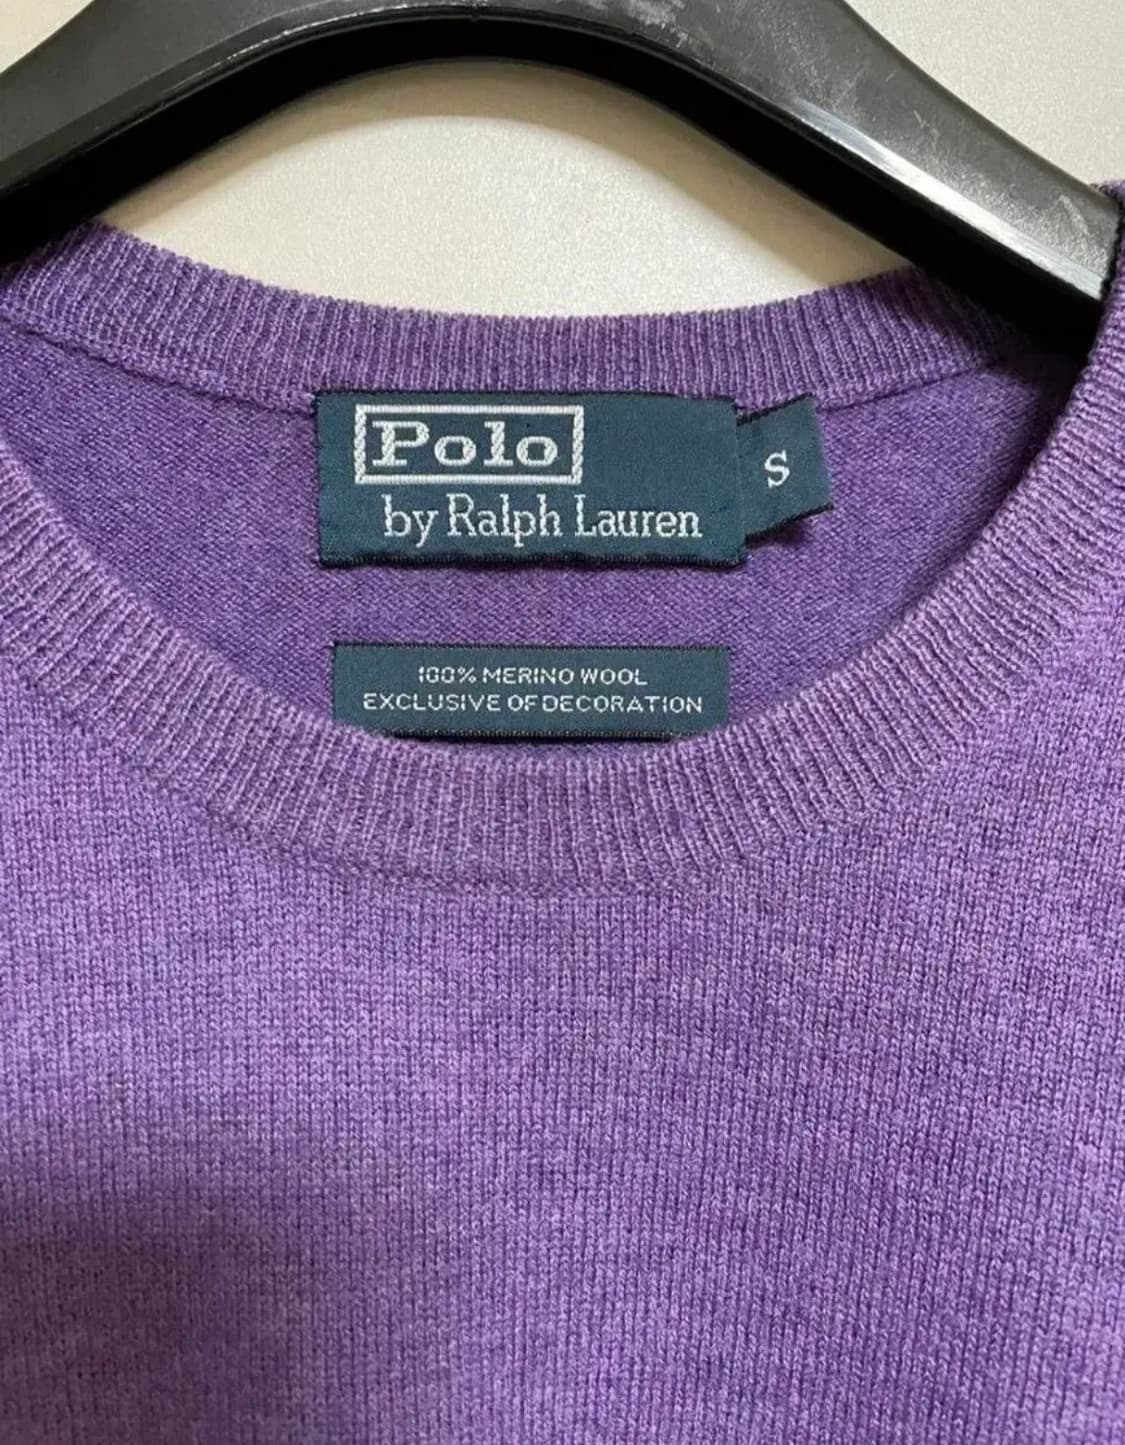 Polo
by Ralph Lauren
S
100% MERINO WOOL
EXCLUSIVE OF DECORATION